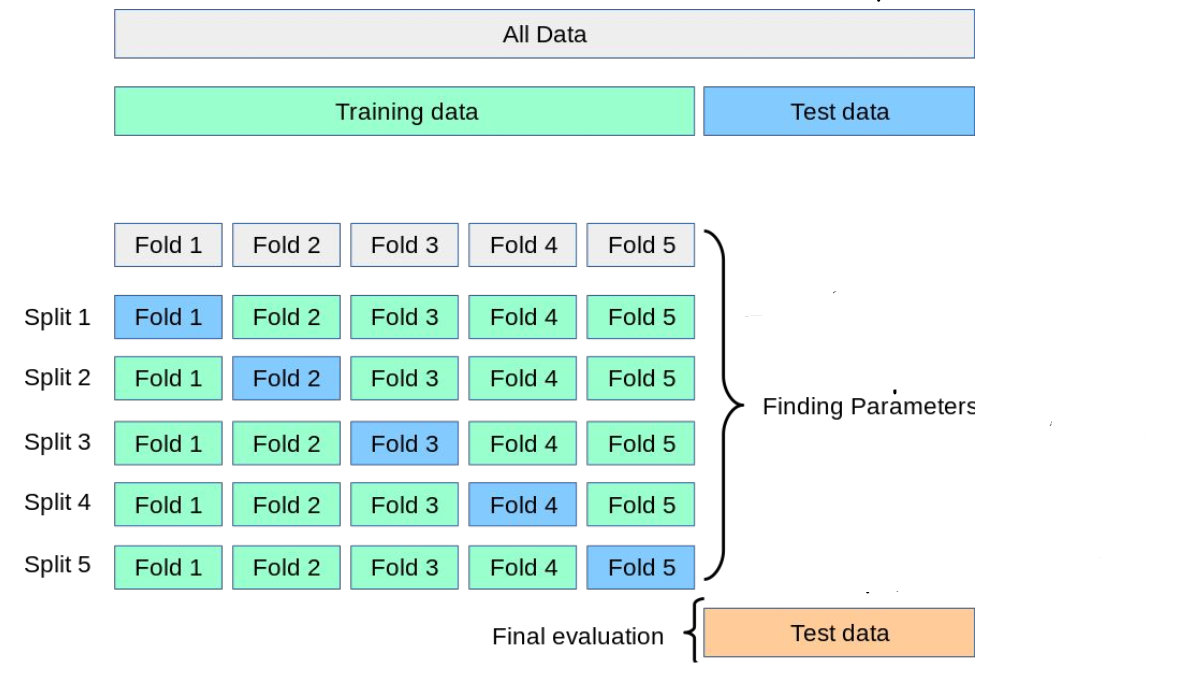 All Data
Training data Test data
Fold 1 Fold 2 Fold 3 Fold 4 Fold 5
Split 1 Fold 1 Fold 2 Fold 3 Fold 4 Fold 5
Split 2 Fold 1 Fold 2 Fold 3 Fold 4 Fold 5
Finding Parameters
Split 3 Fold 1 Fold 2 Fold 3 Fold 4 Fold 5
Split 4 Fold 1 Fold 2 Fold 3 Fold 4 Fold 5
Split 5 Fold 1 Fold 2 Fold 3 Fold 4 Fold 5
Final evaluation Test data